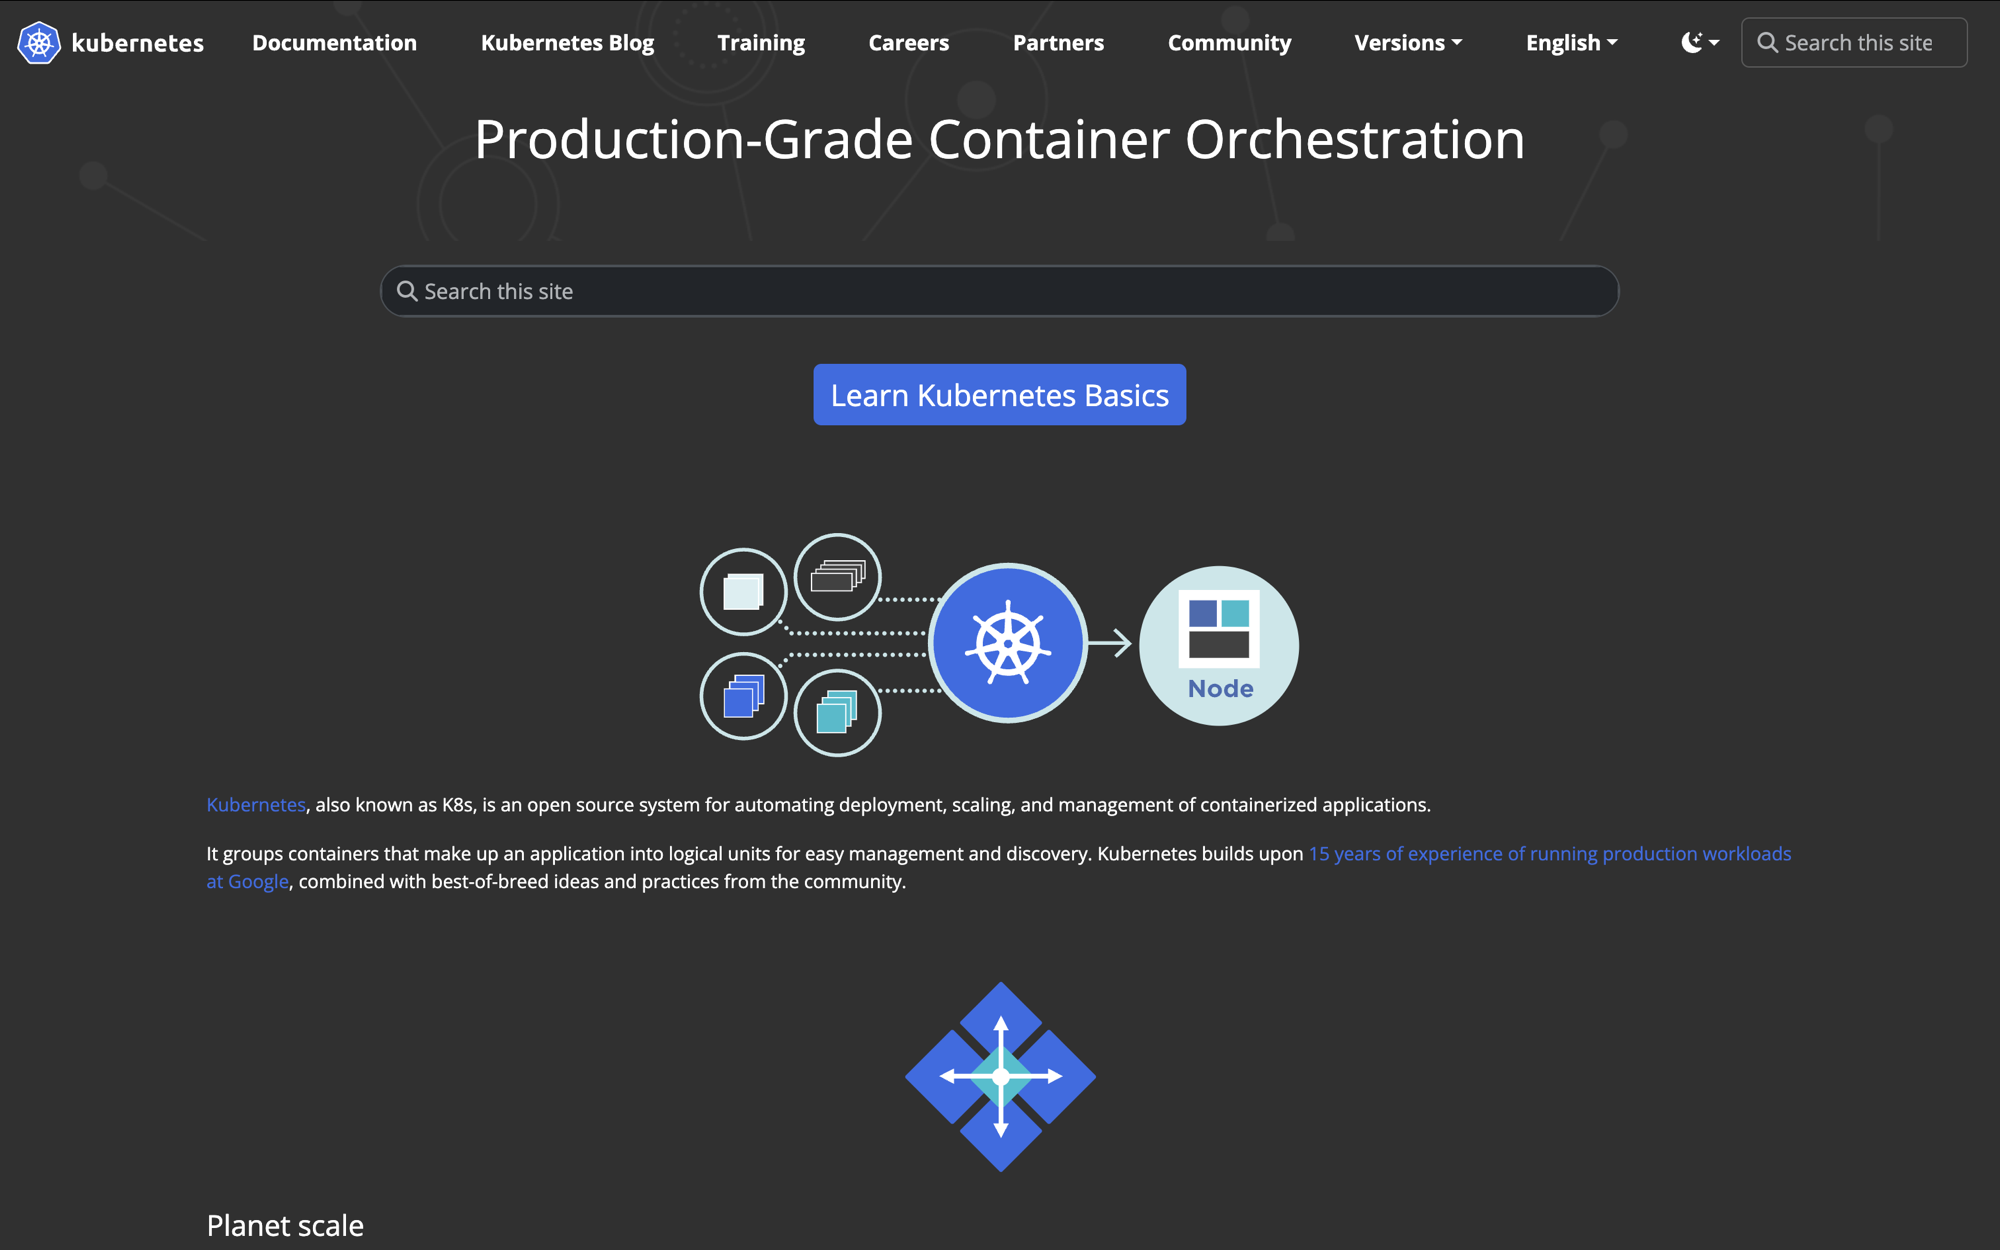 kubernetes
Documentation
Kubernetes Blog
Training
Careers
Partners
Community
Versions
English
Search this site
Production-Grade Container Orchestration
Search this site
Learn Kubernetes Basics
Node
Kubernetes, also known as K8s, is an open source system for automating deployment, scaling, and management of containerized applications.
It groups containers that make up an application into logical units for easy management and discovery. Kubernetes builds upon 15 years of experience of running production workloads
at Google, combined with best-of-breed ideas and practices from the community.
Planet scale